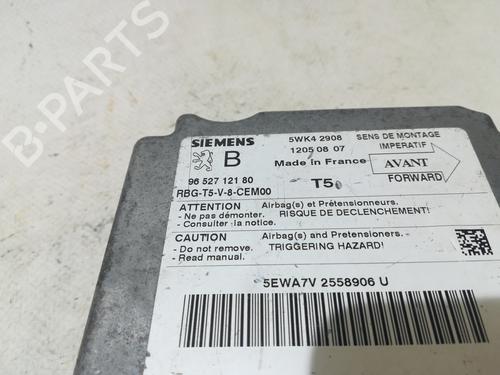 B-PARTS
SIEMENS
5WK4 2908
1205 08 07
SENS DE MONTAGE
IMPERATIF
B
Made in France
AVANT
FORWARD
96 527 121 80
T5
RBG-T5-V-8-CEM00
ATTENTION
Airbag(s) et Prétensionneurs.
- Ne pas démonter.
RISQUE DE DECLENCHEMENT!
- Consulter la notice.
CAUTION
Airbag(s) and Pretensioners.
- Do not remove.
TRIGGERING HAZARD!
- Read manual.
5EWA7V 2558906 U